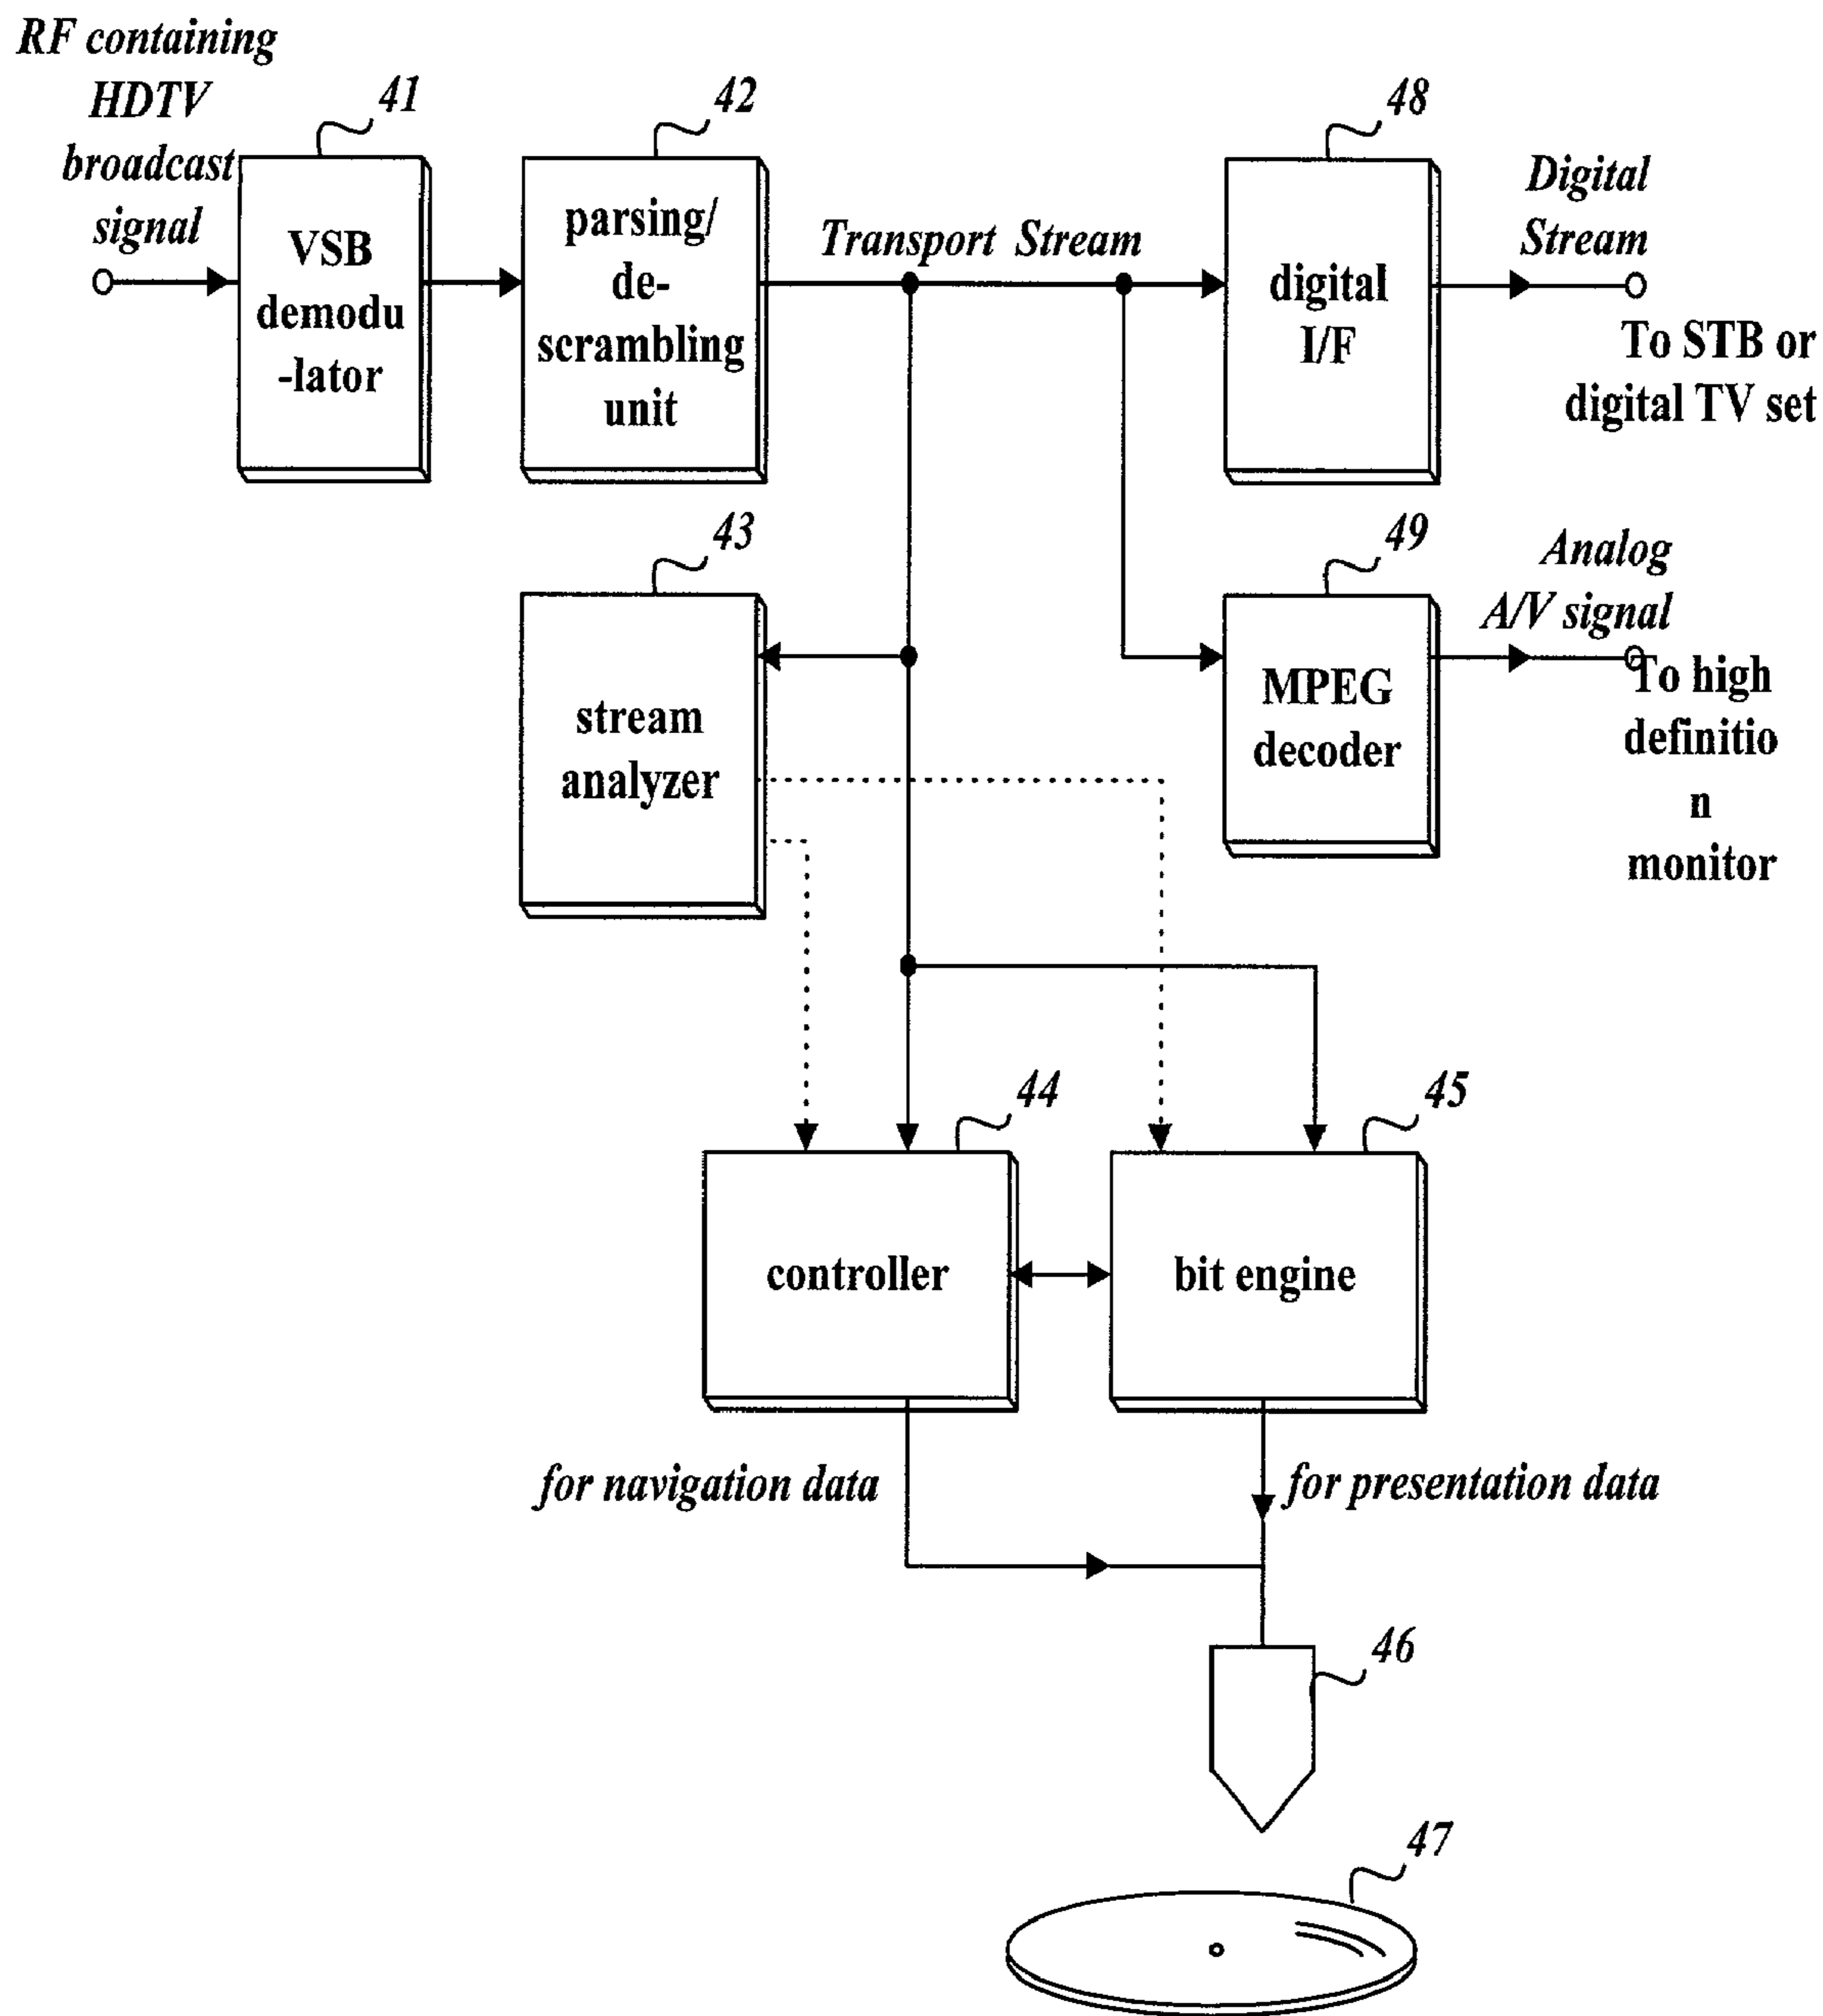 RF containing
HDTV
broadcast
signal
41
VSB
demodu
-lator
42
parsing/
de-
scrambling
unit
Transport Stream
48
digital
I/F
Digital
Stream
To STB or
digital TV set
43
stream
analyzer
49
MPEG
decoder
Analog
A/V signal
To high
definitio
n
monitor
44
controller
45
bit engine
for navigation data
for presentation data
46
47